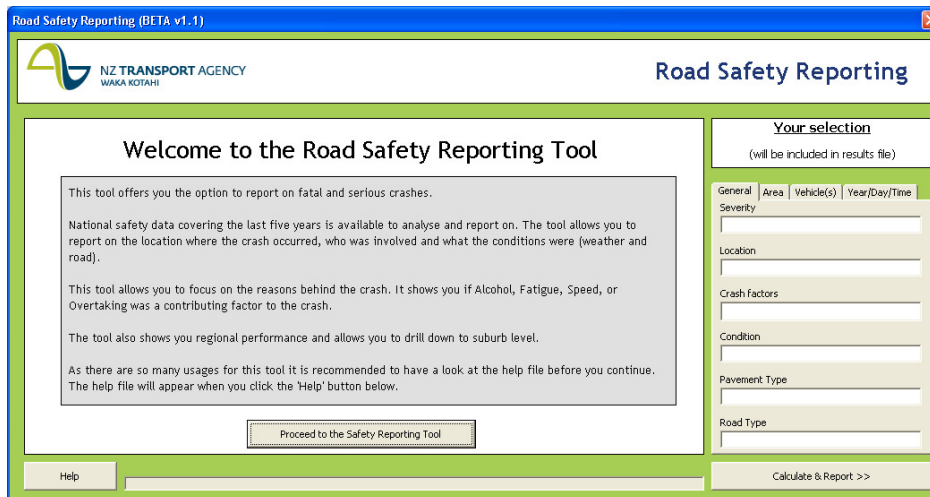 Road Safety Reporting (BETA v1.1)
NZ TRANSPORT AGENCY
WAKA KOTAHI
Road Safety Reporting
Welcome to the Road Safety Reporting Tool
This tool offers you the option to report on fatal and serious crashes.
National safety data covering the last five years is available to analyse and report on. The tool allows you to
report on the location where the crash occurred, who was involved and what the conditions were (weather and
road).
This tool allows you to focus on the reasons behind the crash. It shows you if Alcohol, Fatigue, Speed, or
Overtaking was a contributing factor to the crash.
The tool also shows you regional performance and allows you to drill down to suburb level.
As there are so many usages for this tool it is recommended to have a look at the help file before you continue.
The help file will appear when you click the 'Help' button below.
Proceed to the Safety Reporting Tool
Your selection
(will be included in results file)
General Area Vehicle(s) Year/Day/Time
Severity
Location
Crash factors
Condition
Pavement Type
Road Type
Help
Calculate & Report >>